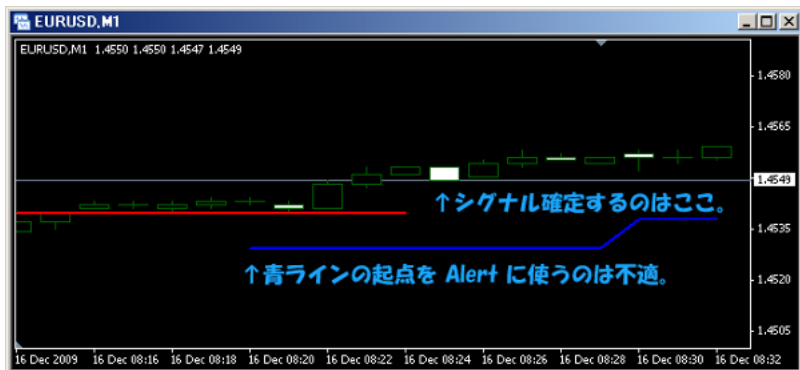 EURUSD,M1
EURUSD,M1 1.4550 1.4550 1.4547 1.4549
1.4580
1.4565
1.4549
↑シグナル確定するのはここ。
1.4535
↑青ラインの起点を Alert に使うのは不適。
1.4520
1.4505
16 Dec 2009 16 Dec 08:16 16 Dec 08:18 16 Dec 08:20 16 Dec 08:22 16 Dec 08:24 16 Dec 08:26 16 Dec 08:28 16 Dec 08:30 16 Dec 08:32